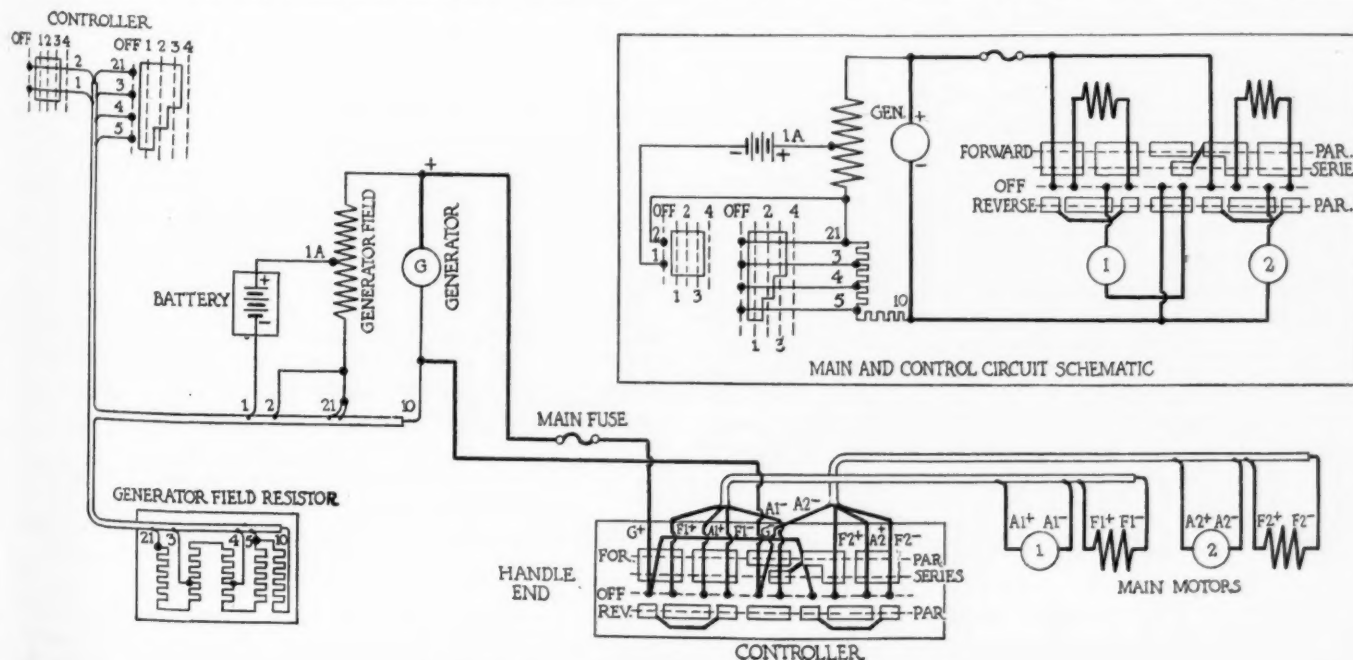 CONTROLLER
OFF 1 2 3 4
OFF 1 2 3 4
2
1
21
3
4
5
+
1A
BATTERY
+
−
GENERATOR FIELD
G
GENERATOR
1
2
21
10
GENERATOR FIELD RESISTOR
21 3 4 5 10
MAIN FUSE
GEN.
+
−
1A
− +
OFF 2 4
OFF 2 4
2
1
1 3
21
3
4
5
10
1 3
FORWARD
PAR.
SERIES
OFF
REVERSE
PAR.
1
2
MAIN AND CONTROL CIRCUIT SCHEMATIC
HANDLE END
G+ F1+ A1+ F1− A1− G− A2− F2+ A2+ F2−
FOR.
PAR.
SERIES
OFF
REV.
PAR
CONTROLLER
A1+ A1− F1+ F1−
A2+ A2− F2+ F2−
1
2
MAIN MOTORS